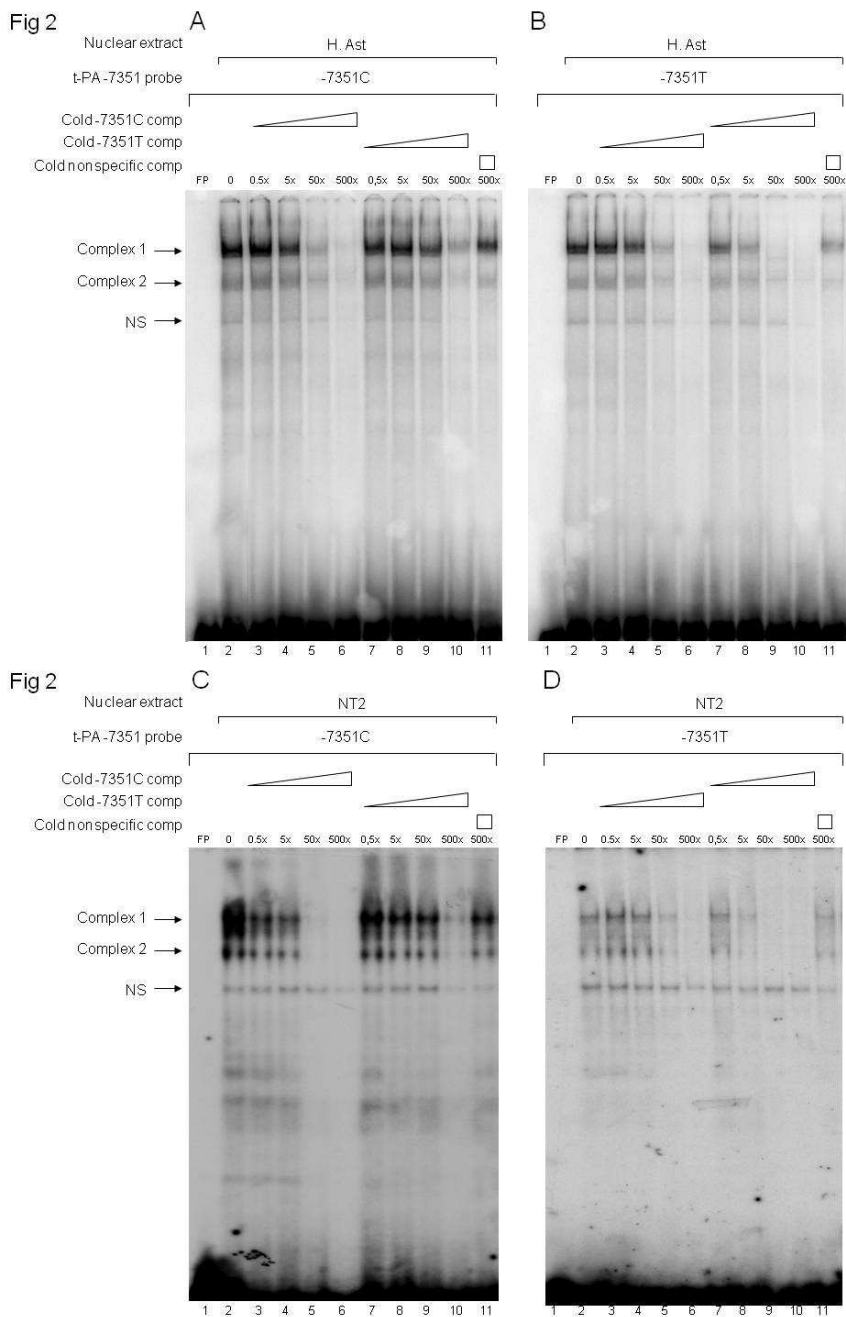 Fig 2
A
B
Nuclear extract
H. Ast
H. Ast
t-PA -7351 probe
-7351C
-7351T
Cold -7351C comp
Cold -7351T comp
Cold nonspecific comp
FP 0 0.5x 5x 50x 500x 0,5x 5x 50x 500x 500x
FP 0 0.5x 5x 50x 500x 0,5x 5x 50x 500x 500x
Complex 1
Complex 2
NS
1 2 3 4 5 6 7 8 9 10 11
1 2 3 4 5 6 7 8 9 10 11
Fig 2
C
D
Nuclear extract
NT2
NT2
t-PA -7351 probe
-7351C
-7351T
Cold -7351C comp
Cold -7351T comp
Cold nonspecific comp
FP 0 0.5x 5x 50x 500x 0,5x 5x 50x 500x 500x
FP 0 0.5x 5x 50x 500x 0,5x 5x 50x 500x 500x
Complex 1
Complex 2
NS
1 2 3 4 5 6 7 8 9 10 11
1 2 3 4 5 6 7 8 9 10 11